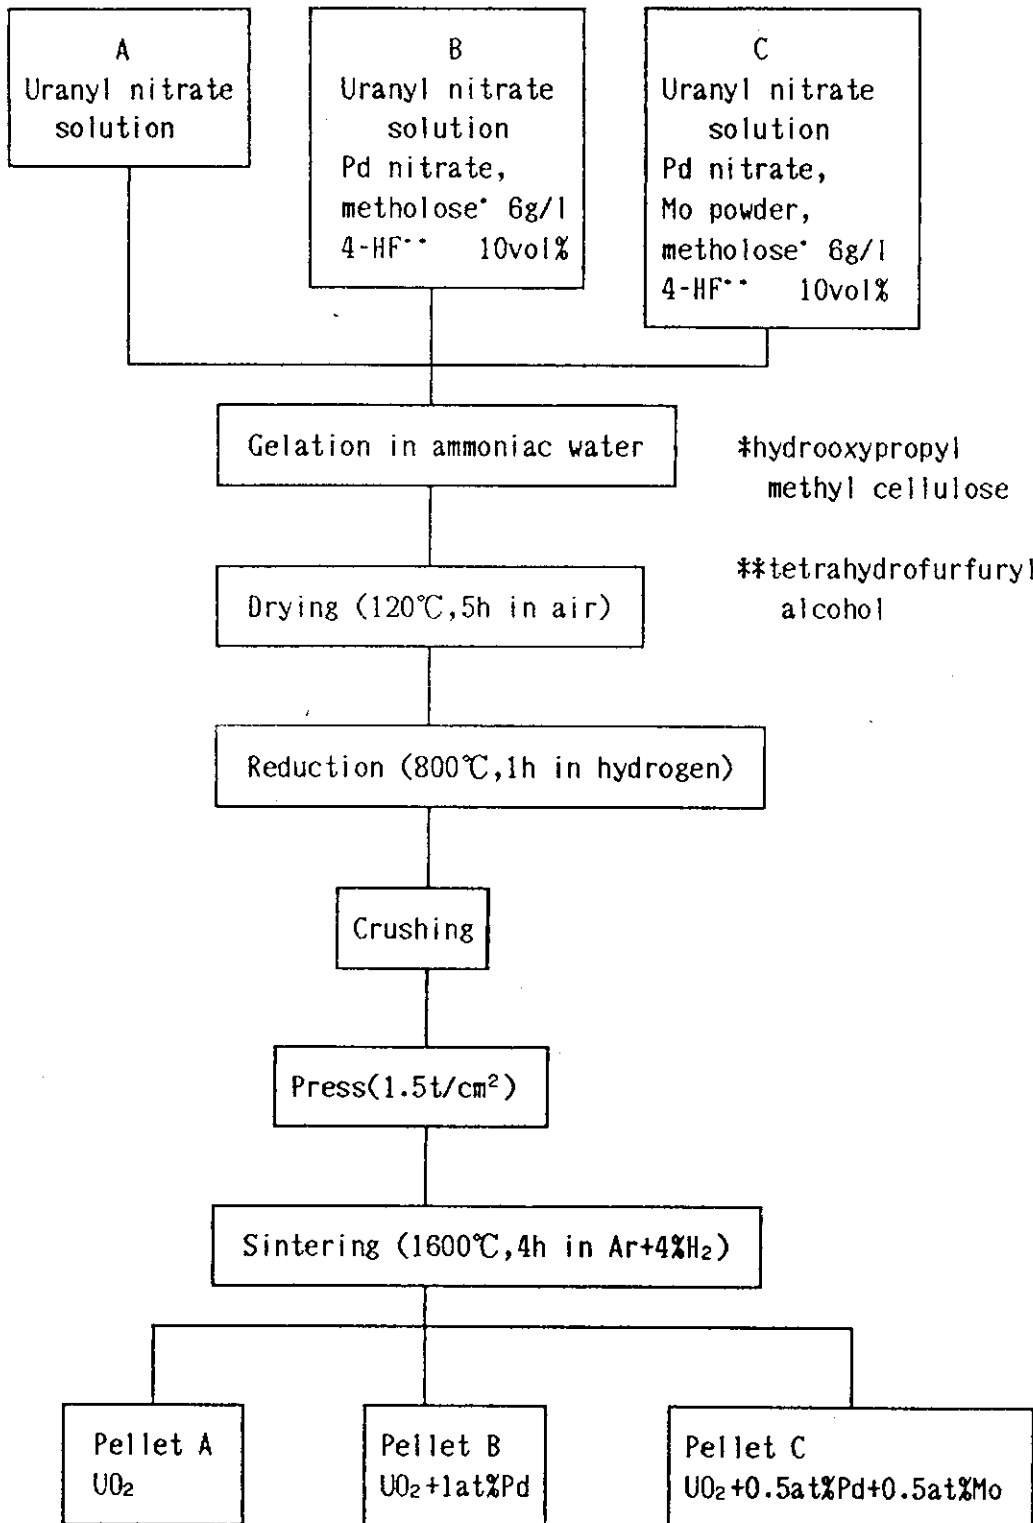 A
Uranyl nitrate
solution
B
Uranyl nitrate
solution
Pd nitrate,
metholose* 6g/l
4-HF** 10vol%
C
Uranyl nitrate
solution
Pd nitrate,
Mo powder,
metholose* 6g/l
4-HF** 10vol%
Gelation in ammoniac water
*hydrooxypropyl
methyl cellulose
**tetrahydrofurfuryl
alcohol
Drying (120℃,5h in air)
Reduction (800℃,1h in hydrogen)
Crushing
Press(1.5t/cm²)
Sintering (1600℃,4h in Ar+4%H₂)
Pellet A
UO₂
Pellet B
UO₂+1at%Pd
Pellet C
UO₂+0.5at%Pd+0.5at%Mo